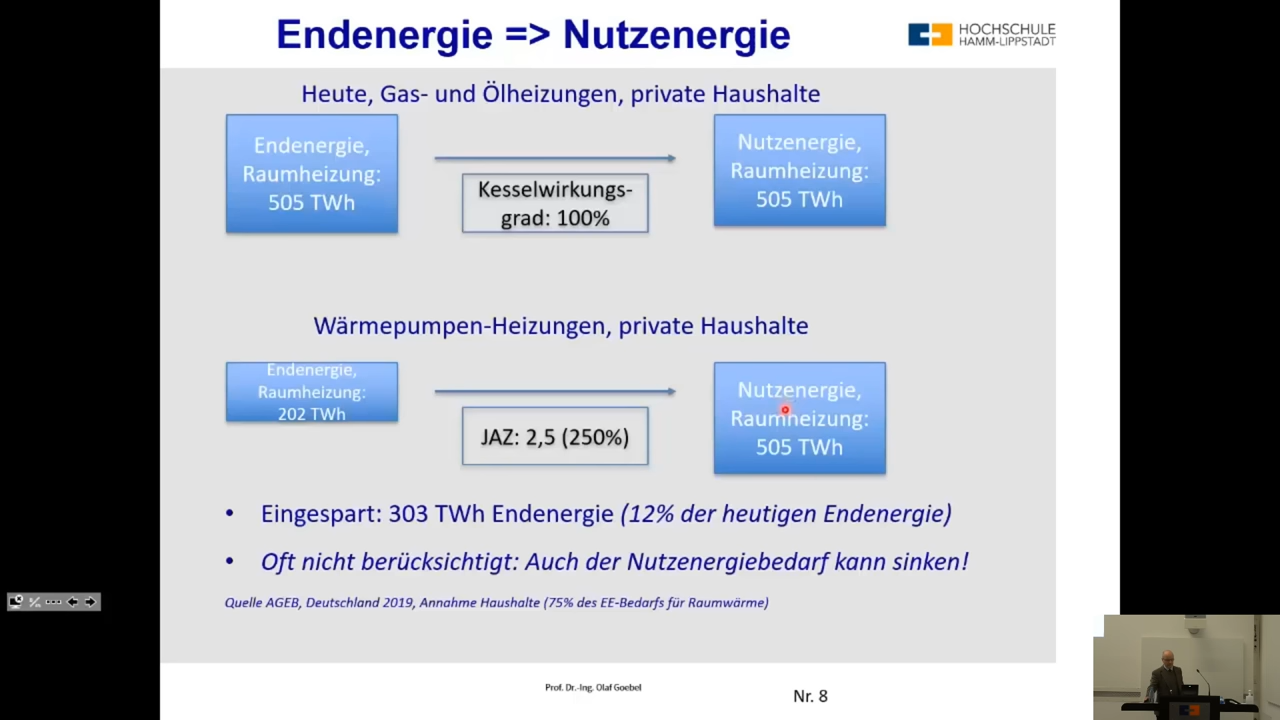 Endenergie => Nutzenergie
HOCHSCHULE
HAMM-LIPPSTADT
Heute, Gas- und Ölheizungen, private Haushalte
Endenergie,
Raumheizung:
505 TWh
Kesselwirkungs-
grad: 100%
Nutzenergie,
Raumheizung:
505 TWh
Wärmepumpen-Heizungen, private Haushalte
Endenergie,
Raumheizung:
202 TWh
JAZ: 2,5 (250%)
Nutzenergie,
Raumheizung:
505 TWh
• Eingespart: 303 TWh Endenergie (12% der heutigen Endenergie)
• Oft nicht berücksichtigt: Auch der Nutzenergiebedarf kann sinken!
Quelle AGEB, Deutschland 2019, Annahme Haushalte (75% des EE-Bedarfs für Raumwärme)
Prof. Dr.-Ing. Olaf Goebel
Nr. 8